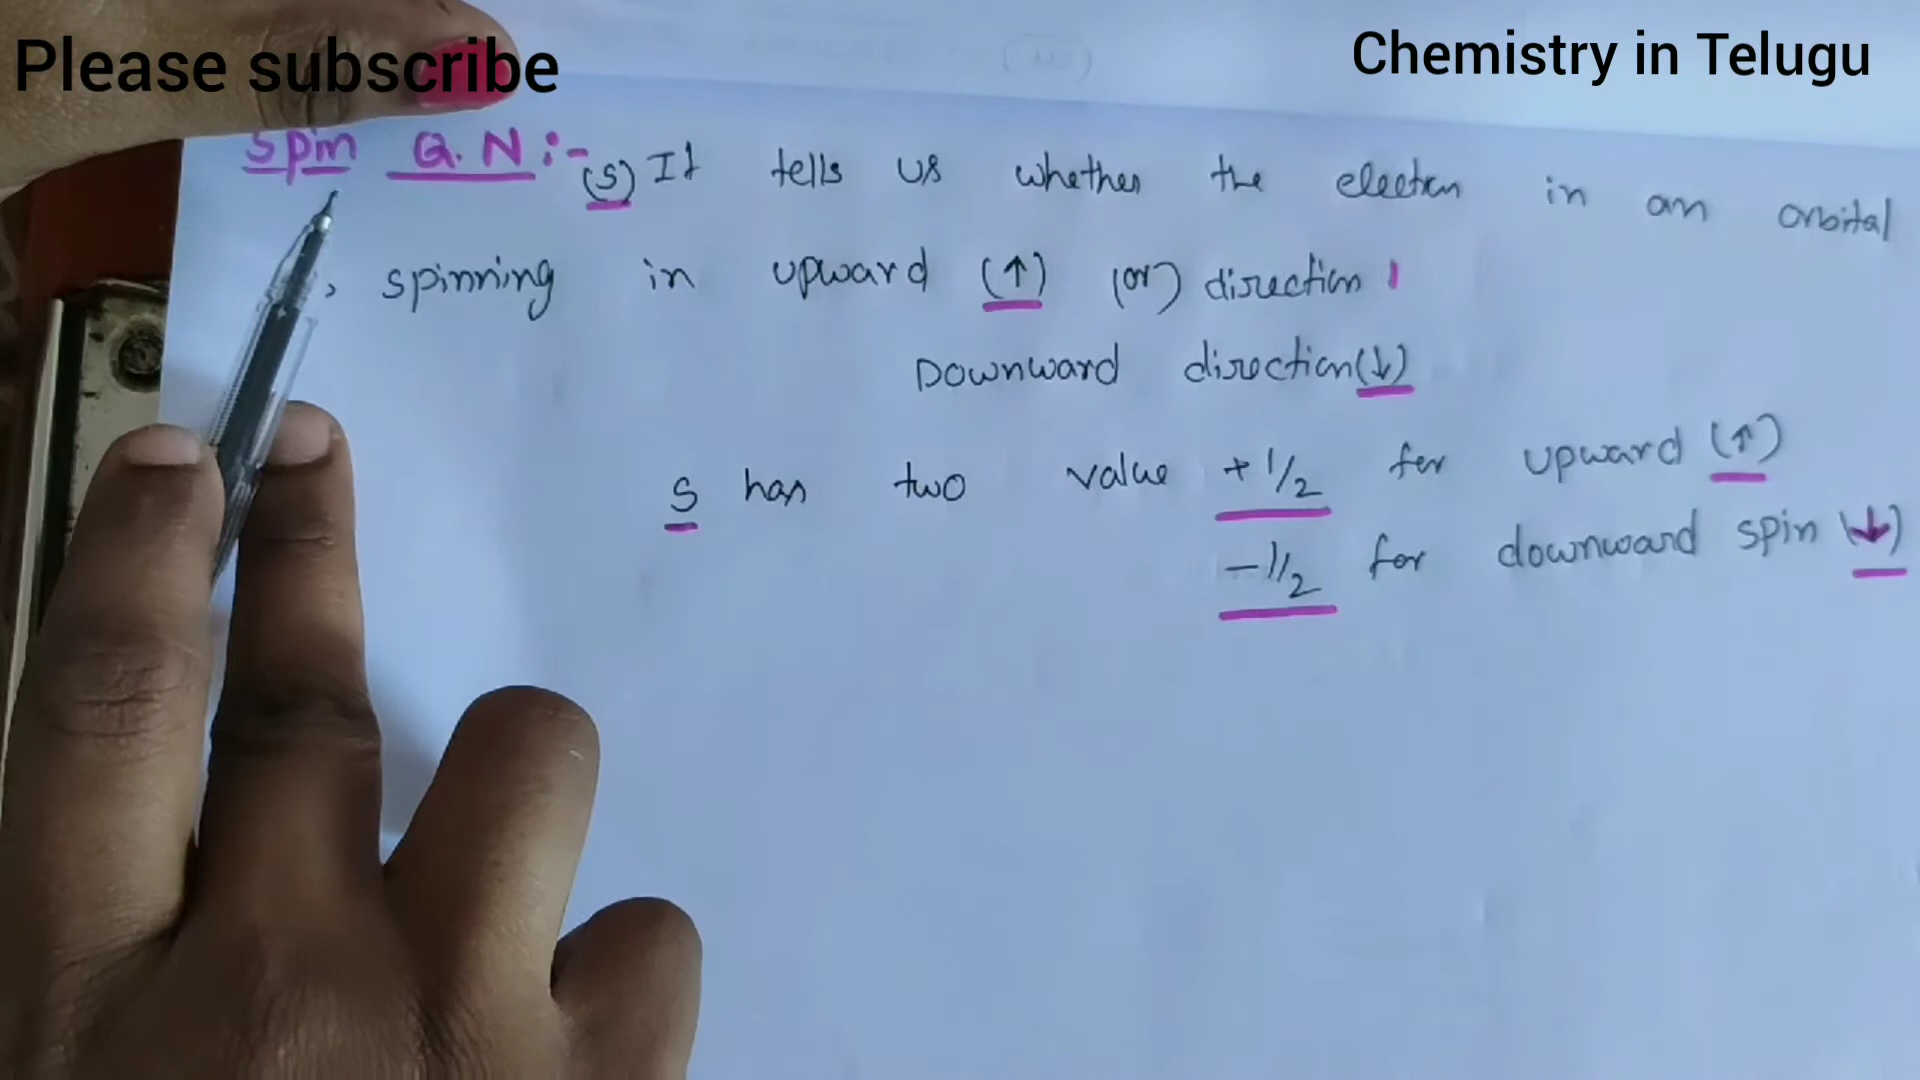 Please subscribe
Chemistry in Telugu
Spin Q.N:- (s) It tells us whether the electron in an orbital
, spinning in upward (↑) (or) direction
Downward direction(↓)
s has two value +1/2 for upward (↑)
-1/2 for downward spin (↓)